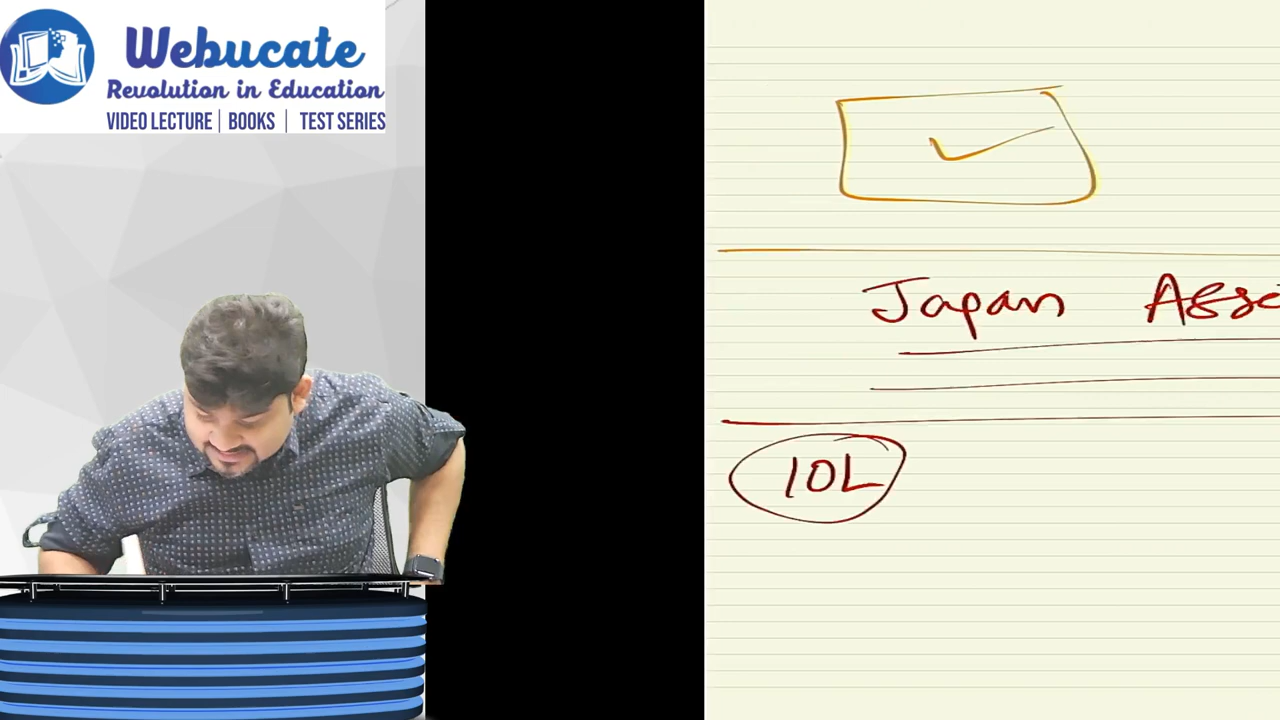 Webucate
Revolution in Education
VIDEO LECTURE | BOOKS | TEST SERIES
Japan
10L